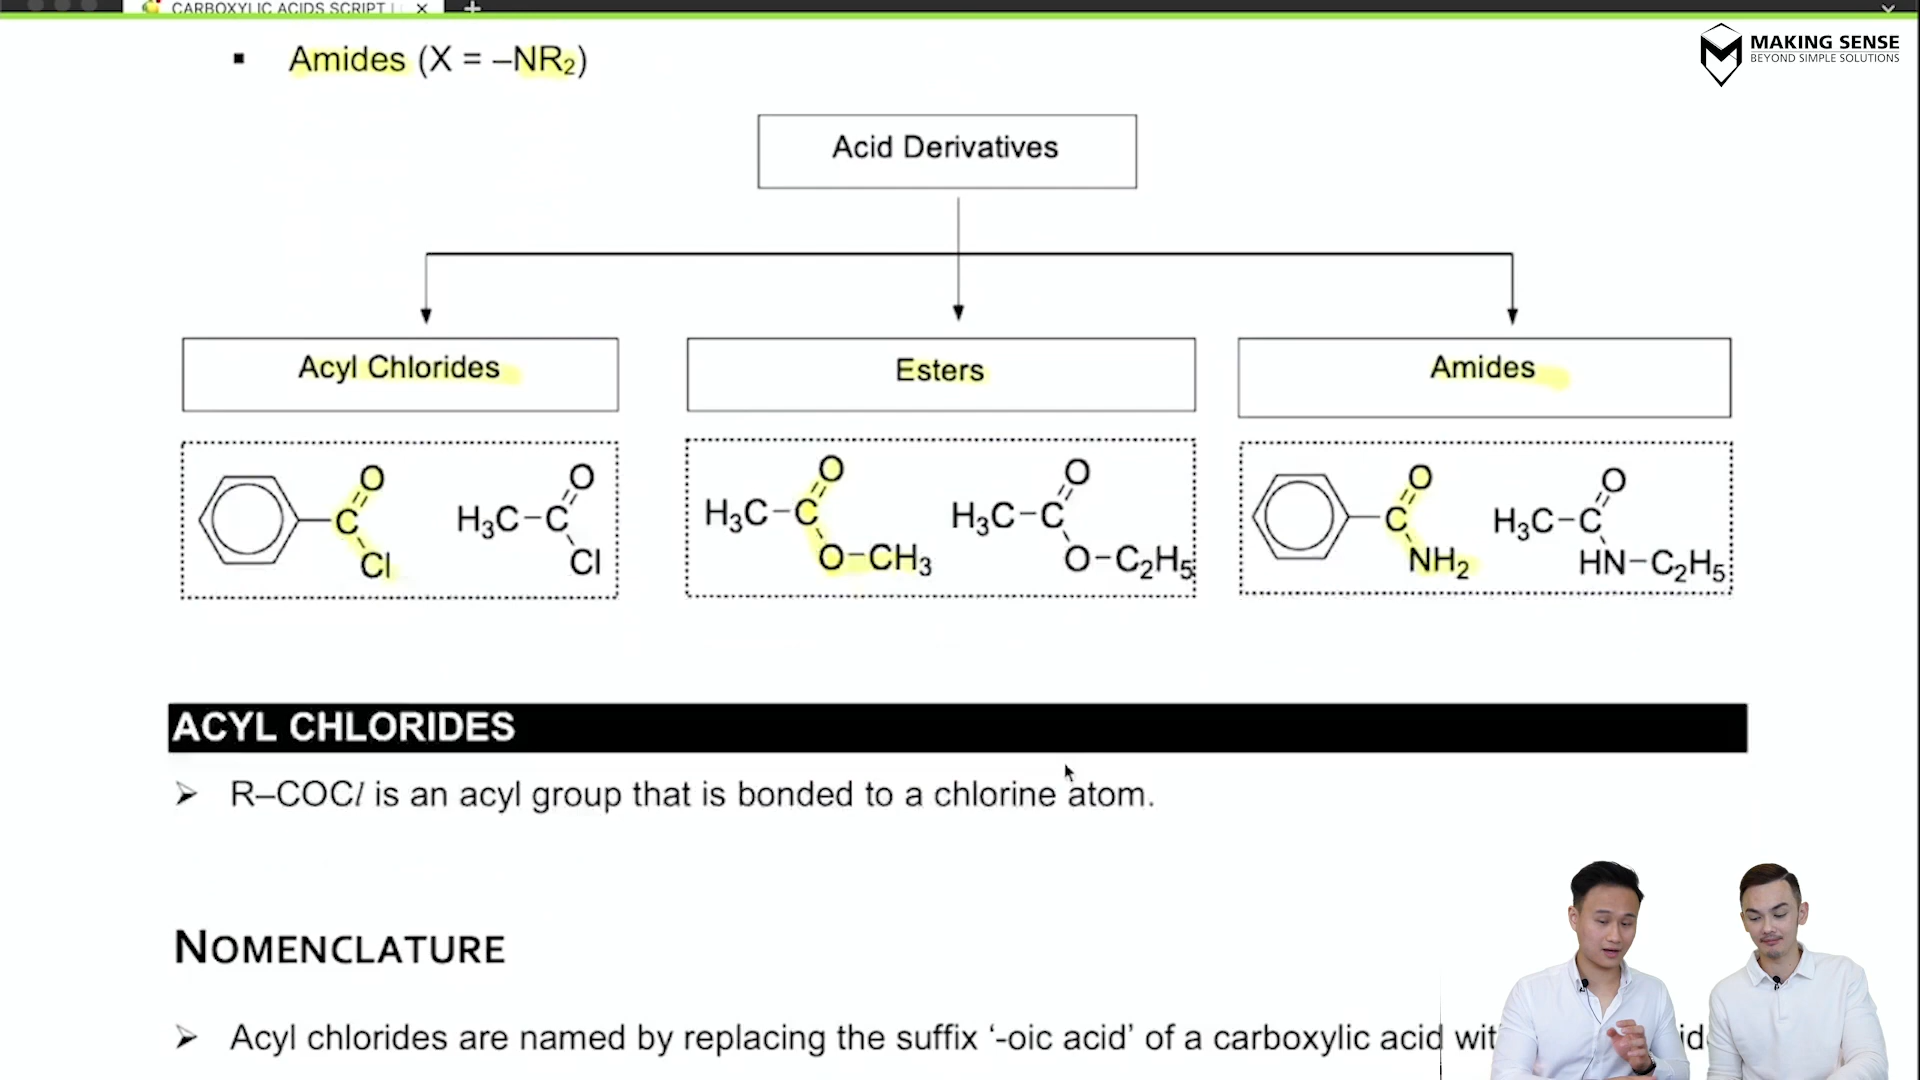 CARBOXYLIC ACIDS SCRIPT
MAKING SENSE
BEYOND SIMPLE SOLUTIONS
▪ Amides (X = –NR₂)
Acid Derivatives
Acyl Chlorides
Esters
Amides
O
C
Cl
O
H₃C–C
Cl
O
H₃C–C
O–CH₃
O
H₃C–C
O–C₂H₅
O
C
NH₂
O
H₃C–C
HN–C₂H₅
ACYL CHLORIDES
➢ R–COCl is an acyl group that is bonded to a chlorine atom.
NOMENCLATURE
➢ Acyl chlorides are named by replacing the suffix ‘-oic acid’ of a carboxylic acid